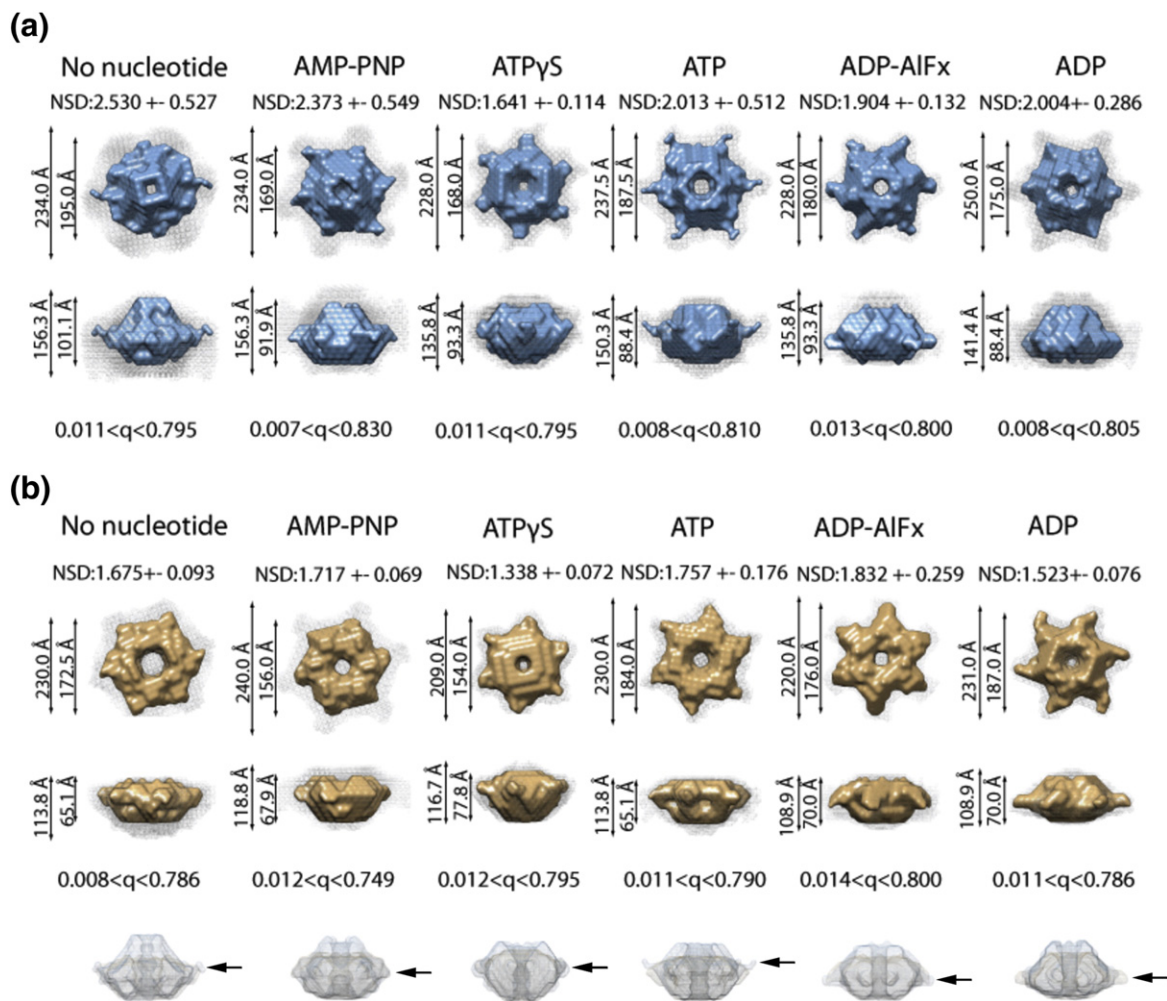 (a)
No nucleotide AMP-PNP ATPγS ATP ADP-AlFx ADP
NSD:2.530 +- 0.527 NSD:2.373 +- 0.549 NSD:1.641 +- 0.114 NSD:2.013 +- 0.512 NSD:1.904 +- 0.132 NSD:2.004+- 0.286
234.0 Å 195.0 Å 234.0 Å 169.0 Å 228.0 Å 168.0 Å 237.5 Å 187.5 Å 228.0 Å 180.0 Å 250.0 Å 175.0 Å
156.3 Å 101.1 Å 156.3 Å 91.9 Å 135.8 Å 93.3 Å 150.3 Å 88.4 Å 135.8 Å 93.3 Å 141.4 Å 88.4 Å
0.011<q<0.795 0.007<q<0.830 0.011<q<0.795 0.008<q<0.810 0.013<q<0.800 0.008<q<0.805
(b)
No nucleotide AMP-PNP ATPγS ATP ADP-AlFx ADP
NSD:1.675+- 0.093 NSD:1.717 +- 0.069 NSD:1.338 +- 0.072 NSD:1.757 +- 0.176 NSD:1.832 +- 0.259 NSD:1.523+- 0.076
230.0 Å 172.5 Å 240.0 Å 156.0 Å 209.0 Å 154.0 Å 230.0 Å 184.0 Å 220.0 Å 176.0 Å 231.0 Å 187.0 Å
113.8 Å 65.1 Å 118.8 Å 67.9 Å 116.7 Å 77.8 Å 113.8 Å 65.1 Å 108.9 Å 70.0 Å 108.9 Å 70.0 Å
0.008<q<0.786 0.012<q<0.749 0.012<q<0.795 0.011<q<0.790 0.014<q<0.800 0.011<q<0.786